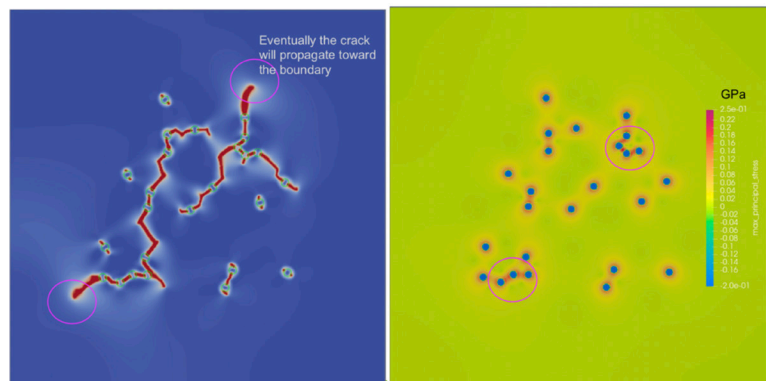 Eventually the crack
will propagate toward
the boundary
GPa
2.5e-01
0.22
0.2
0.18
0.16
0.14
0.12
0.1
0.08
0.06
0.04
0.02
0
-0.02
-0.04
-0.06
-0.08
-0.1
-0.12
-0.14
-0.16
-2.0e-01
max_principal_stress